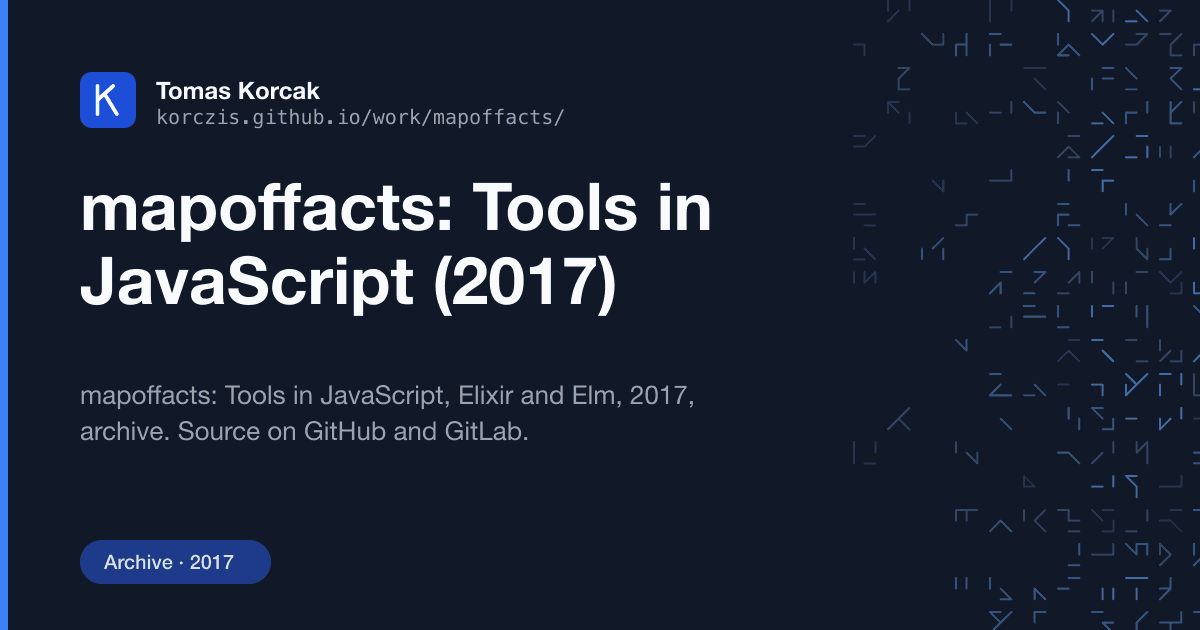 K
Tomas Korcak
korczis.github.io/work/mapoffacts/
mapoffacts: Tools in
JavaScript (2017)
mapoffacts: Tools in JavaScript, Elixir and Elm, 2017,
archive. Source on GitHub and GitLab.
Archive · 2017